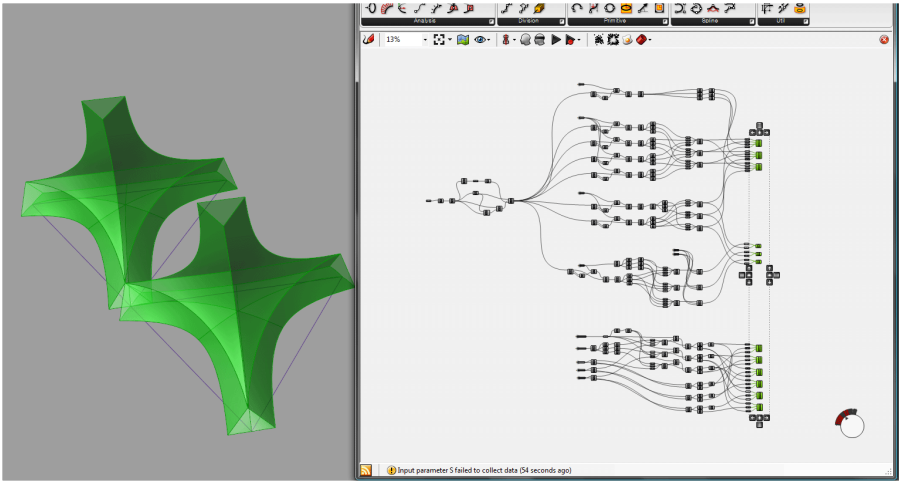 Analysis
Division
Primitive
Spline
Util
13%
Input parameter S failed to collect data (54 seconds ago)